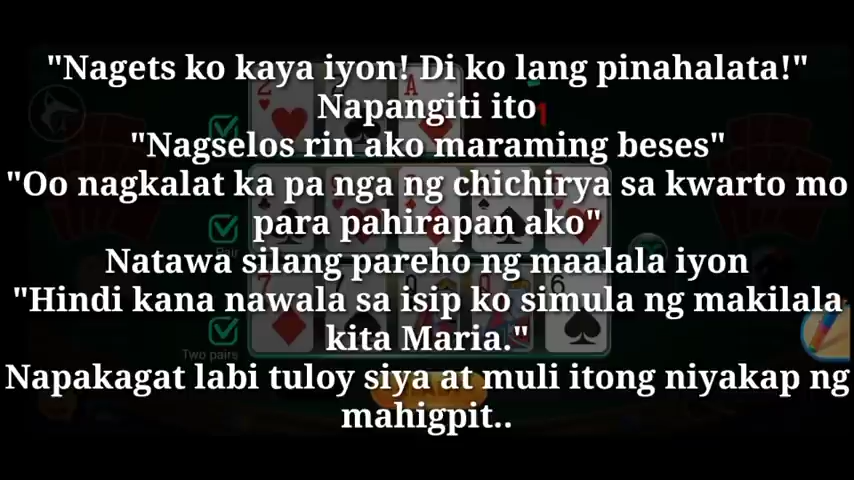 "Nagets ko kaya iyon! Di ko lang pinahalata!"
Napangiti ito
"Nagselos rin ako maraming beses"
"Oo nagkalat ka pa nga ng chichirya sa kwarto mo
para pahirapan ako"
Natawa silang pareho ng maalala iyon
"Hindi kana nawala sa isip ko simula ng makilala
kita Maria."
Two pairs
Napakagat labi tuloy siya at muli itong niyakap ng
mahigpit..